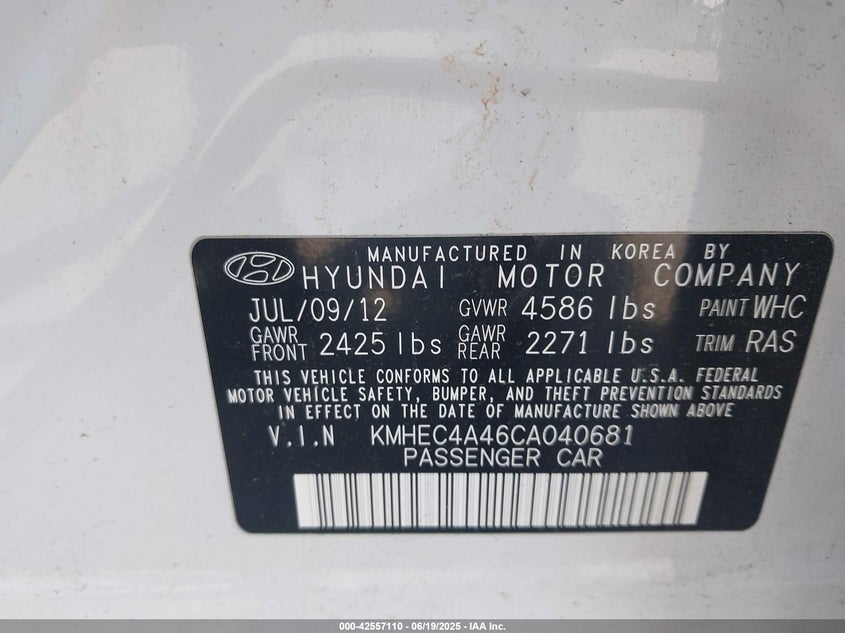 MANUFACTURED IN KOREA BY
HYUNDAI MOTOR COMPANY
JUL/09/12 GVWR 4586 lbs PAINT WHC
GAWR FRONT 2425 lbs GAWR REAR 2271 lbs TRIM RAS
THIS VEHICLE CONFORMS TO ALL APPLICABLE U.S.A. FEDERAL
MOTOR VEHICLE SAFETY, BUMPER, AND THEFT PREVENTION STANDARDS
IN EFFECT ON THE DATE OF MANUFACTURE SHOWN ABOVE
V.I.N KMHEC4A46CA040681
PASSENGER CAR
000-42557110 - 06/19/2025 - IAA Inc.